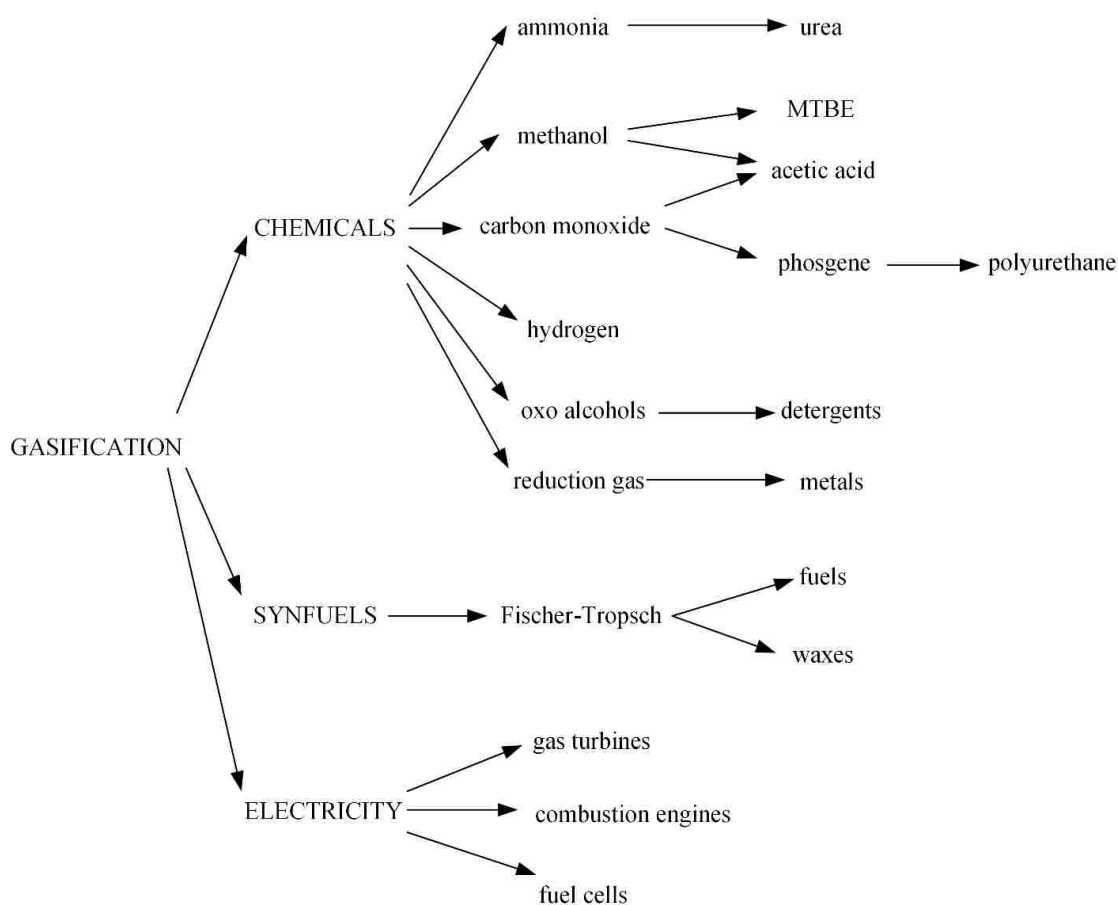 ammonia
urea
MTBE
methanol
acetic acid
CHEMICALS
carbon monoxide
phosgene
polyurethane
hydrogen
oxo alcohols
detergents
GASIFICATION
reduction gas
metals
fuels
SYNFUELS
Fischer-Tropsch
waxes
gas turbines
ELECTRICITY
combustion engines
fuel cells